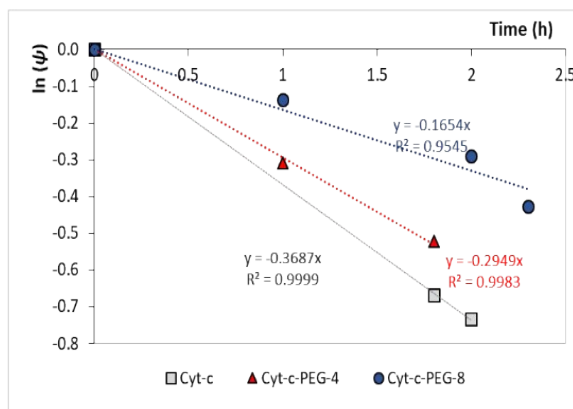 Time (h)
ln (ψ)
0.0
0 0.5 1 1.5 2 2.5
-0.1
-0.2
-0.3
-0.4
-0.5
-0.6
-0.7
-0.8
y = -0.1654x
R² = 0.9545
y = -0.3687x
R² = 0.9999
y = -0.2949x
R² = 0.9983
Cyt-c Cyt-c-PEG-4 Cyt-c-PEG-8